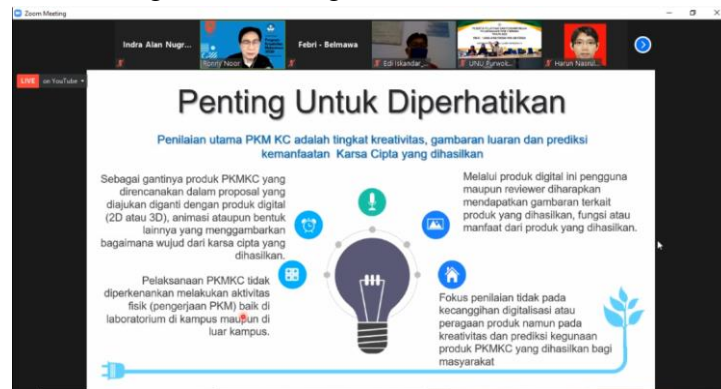 Zoom Meeting
Indra Alan Nugr...
Ronny Noor
Febri - Belmawa
Edi Iskandar_...
UNU Purwok...
Harun Nasru...
LIVE on YouTube
Penting Untuk Diperhatikan
Penilaian utama PKM KC adalah tingkat kreativitas, gambaran luaran dan prediksi
kemanfaatan Karsa Cipta yang dihasilkan
Sebagai gantinya produk PKMKC yang
direncanakan dalam proposal yang
diajukan diganti dengan produk digital
(2D atau 3D), animasi ataupun bentuk
lainnya yang menggambarkan
bagaimana wujud dari karsa cipta yang
dihasilkan.
Pelaksanaan PKMKC tidak
diperkenankan melakukan aktivitas
fisik (pengerjaan PKM) baik di
laboratorium di kampus maupun di
luar kampus.
Melalui produk digital ini pengguna
maupun reviewer diharapkan
mendapatkan gambaran terkait
produk yang dihasilkan, fungsi atau
manfaat dari produk yang dihasilkan.
Fokus penilaian tidak pada
kecanggihan digitalisasi atau
peragaan produk namun pada
kreativitas dan prediksi kegunaan
produk PKMKC yang dihasilkan bagi
masyarakat